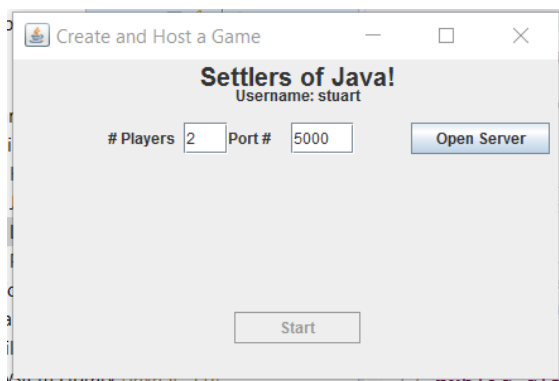 Create and Host a Game
Settlers of Java!
Username: stuart
# Players 2 Port # 5000 Open Server
Start